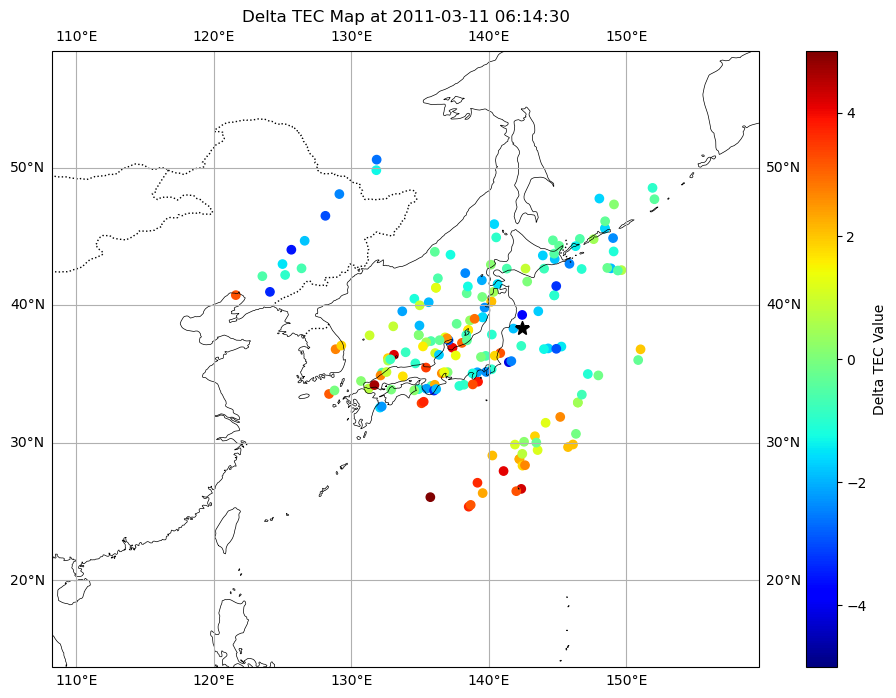 Delta TEC Map at 2011-03-11 06:14:30
110°E 120°E 130°E 140°E 150°E
50°N 50°N
40°N 40°N
30°N 30°N
20°N 20°N
110°E 120°E 130°E 140°E 150°E
4
2
0
−2
−4
Delta TEC Value